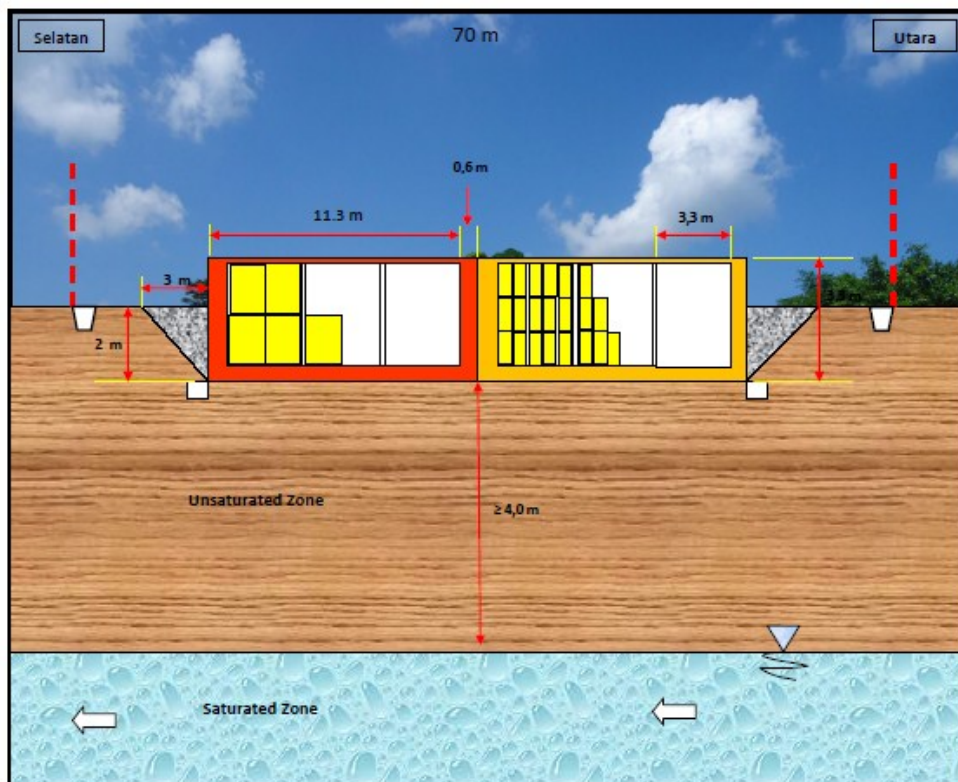 Selatan
70 m
Utara
0,6 m
11.3 m
3,3 m
3 m
2 m
Unsaturated Zone
≥ 4,0 m
Saturated Zone